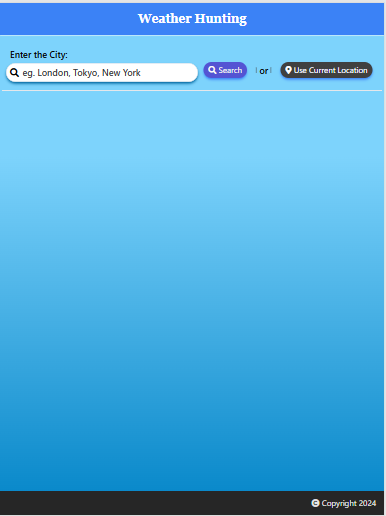 Weather Hunting
Enter the City:
eg. London, Tokyo, New York
Search
or
Use Current Location
© Copyright 2024